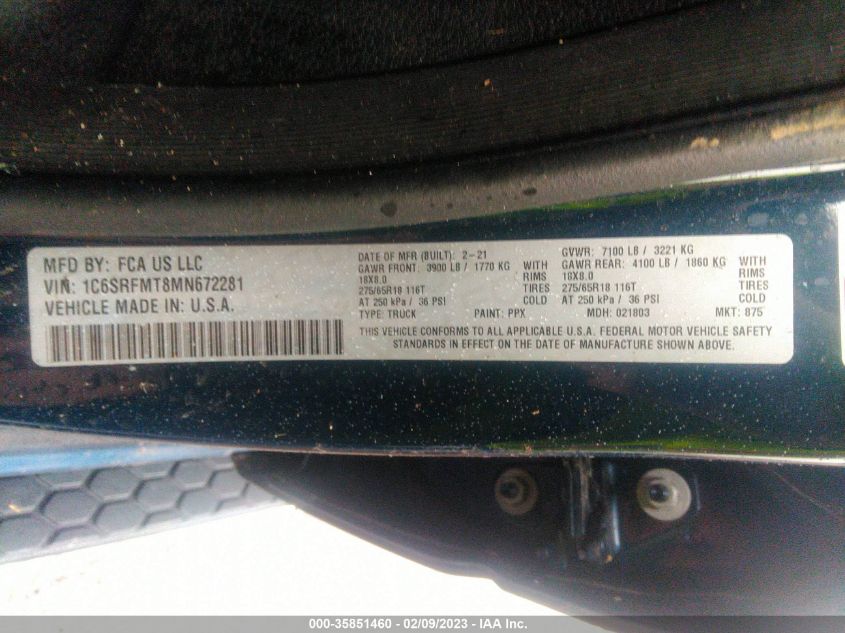 MFD BY: FCA US LLC
VIN: 1C6SRFMT8MN672281
VEHICLE MADE IN: U.S.A.
DATE OF MFR (BUILT): 2-21
GAWR FRONT: 3900 LB / 1770 KG WITH
18X8.0 RIMS
275/65R18 116T TIRES
AT 250 kPa / 36 PSI COLD
TYPE: TRUCK PAINT: PPX
GVWR: 7100 LB / 3221 KG
GAWR REAR: 4100 LB / 1860 KG WITH
18X8.0 RIMS
275/65R18 116T TIRES
AT 250 kPa / 36 PSI COLD
MDH: 021803 MKT: 875
THIS VEHICLE CONFORMS TO ALL APPLICABLE U.S.A. FEDERAL MOTOR VEHICLE SAFETY
STANDARDS IN EFFECT ON THE DATE OF MANUFACTURE SHOWN ABOVE.
000-35851460 - 02/09/2023 - IAA Inc.